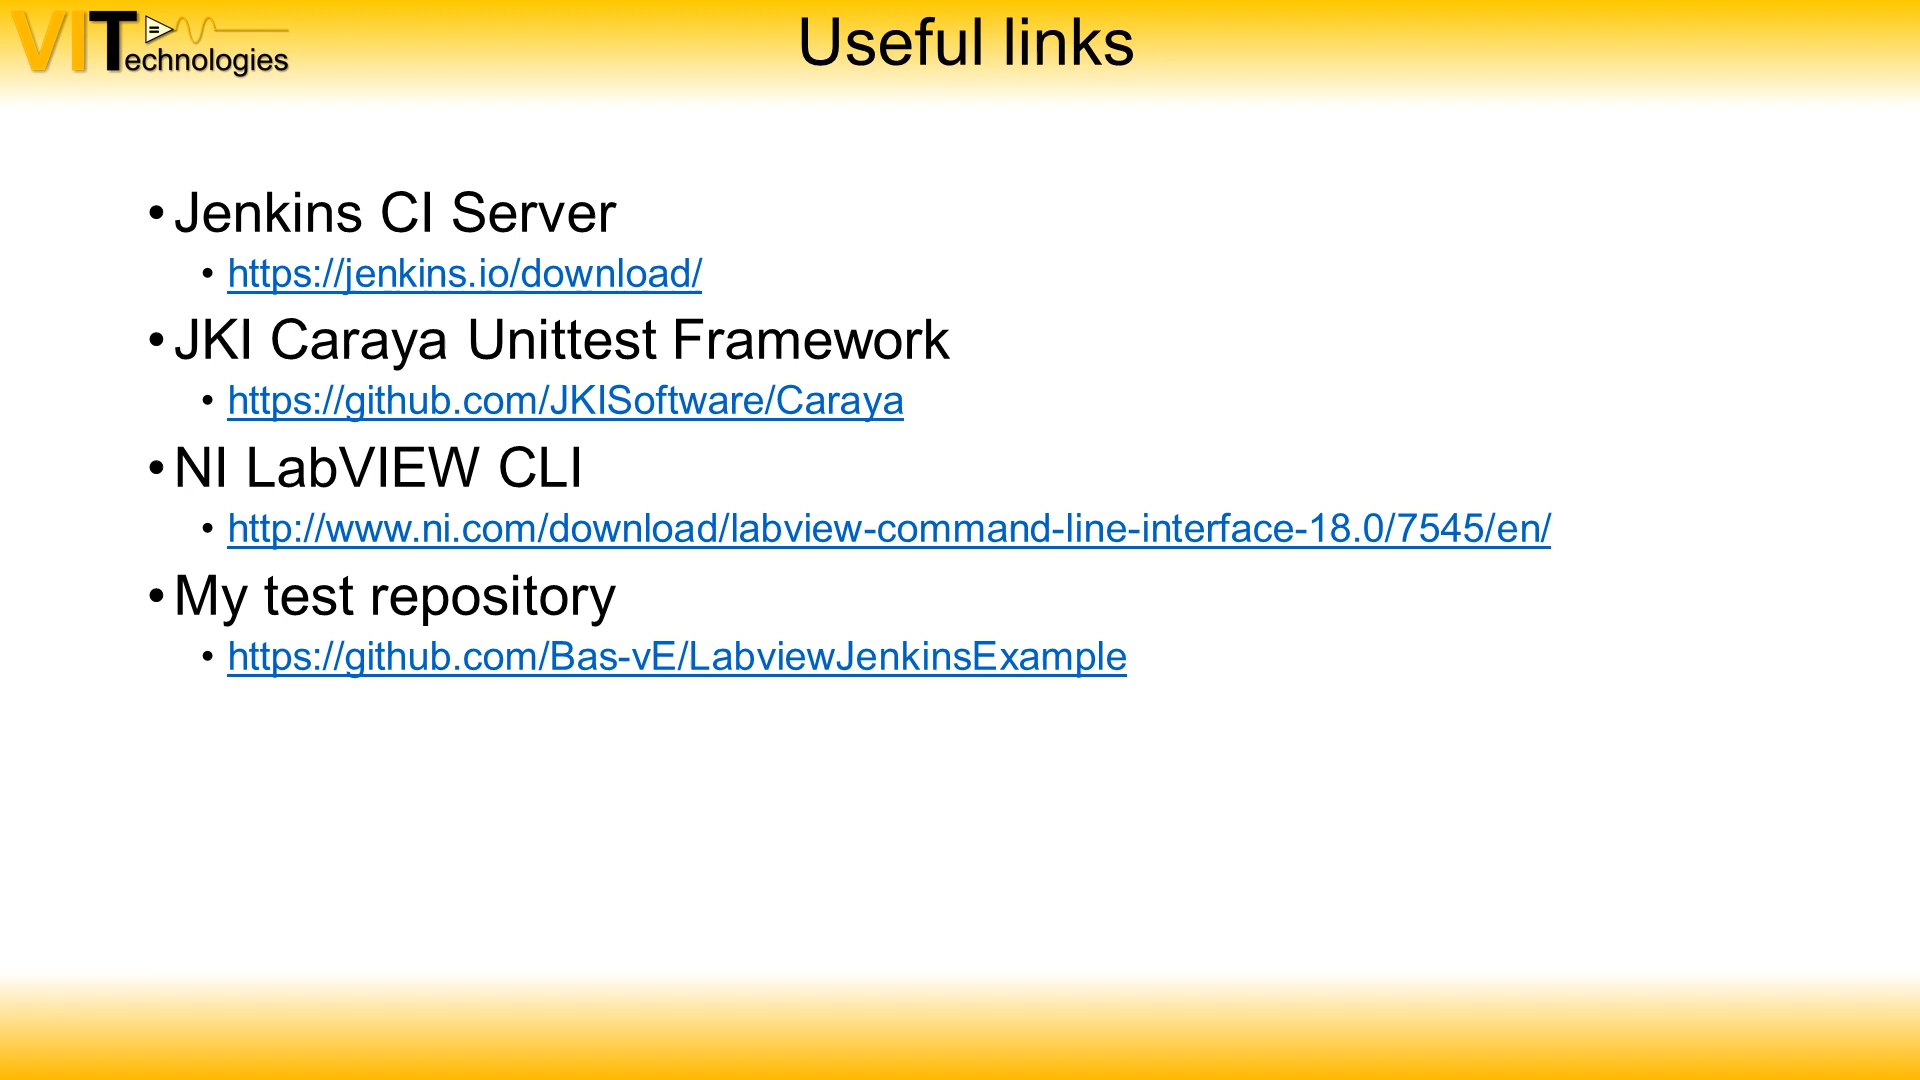 VITechnologies
Useful links
• Jenkins CI Server
• https://jenkins.io/download/
• JKI Caraya Unittest Framework
• https://github.com/JKISoftware/Caraya
• NI LabVIEW CLI
• http://www.ni.com/download/labview-command-line-interface-18.0/7545/en/
• My test repository
• https://github.com/Bas-vE/LabviewJenkinsExample